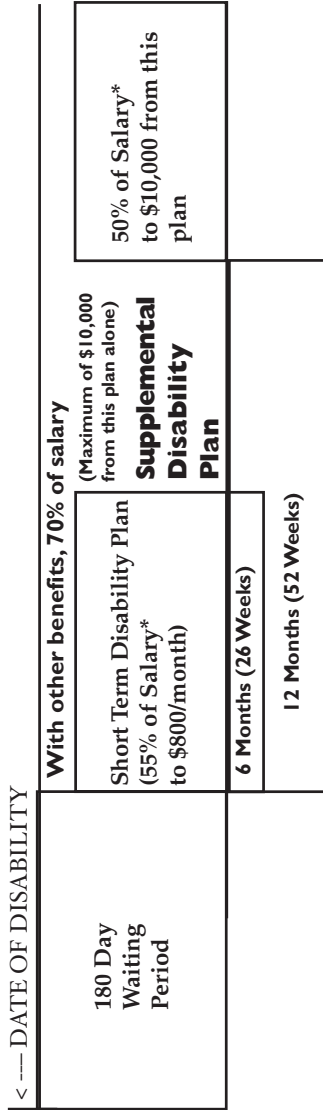 < ---- DATE OF DISABILITY
180 Day
Waiting
Period
With other benefits, 70% of salary
Short Term Disability Plan
(55% of Salary*
to $800/month)
(Maximum of $10,000
from this plan alone)
Supplemental
Disability
Plan
50% of Salary*
to $10,000 from this
plan
6 Months (26 Weeks)
12 Months (52 Weeks)